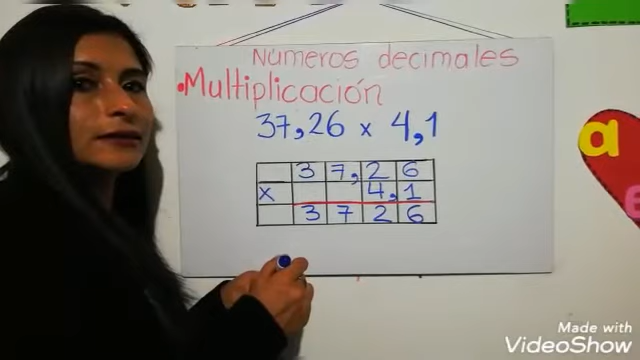 Números decimales
•Multiplicación
37,26 x 4,1
3 7, 2 6
x 4, 1
3 7 2 6
a
e
Made with
VideoShow